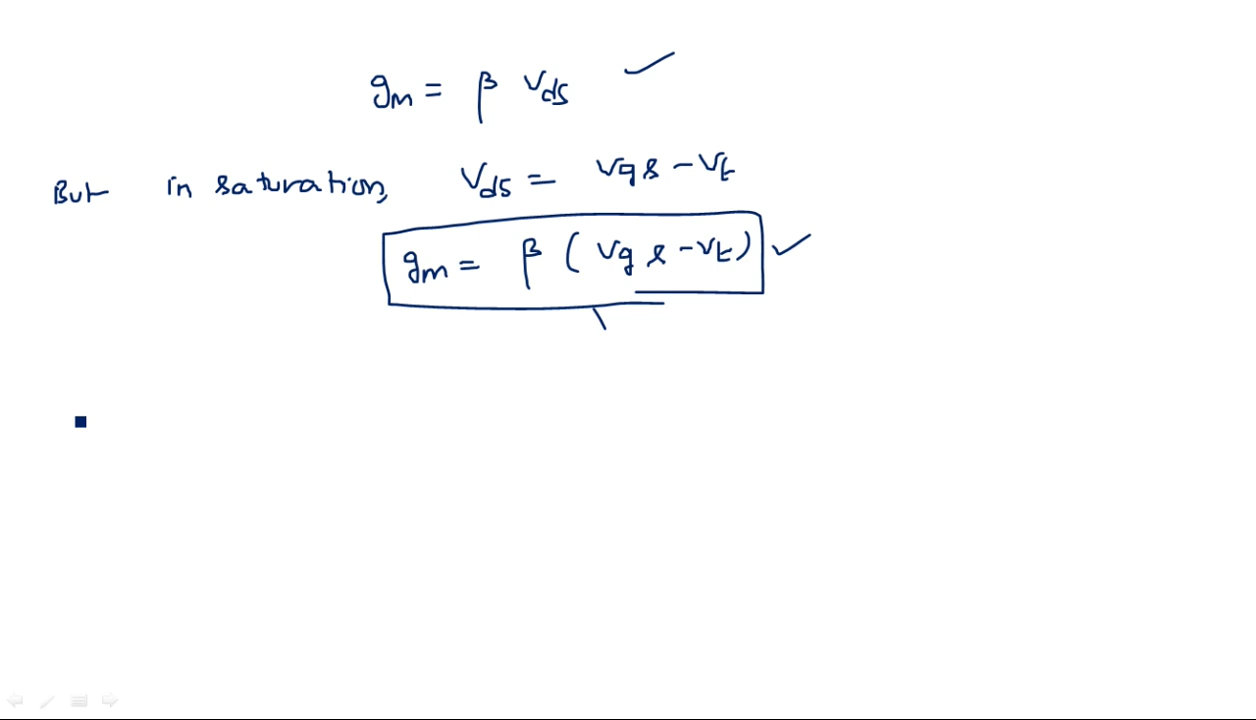 gm = β Vds
But in saturation, Vds = Vgs - Vt
gm = β (Vgs - Vt)